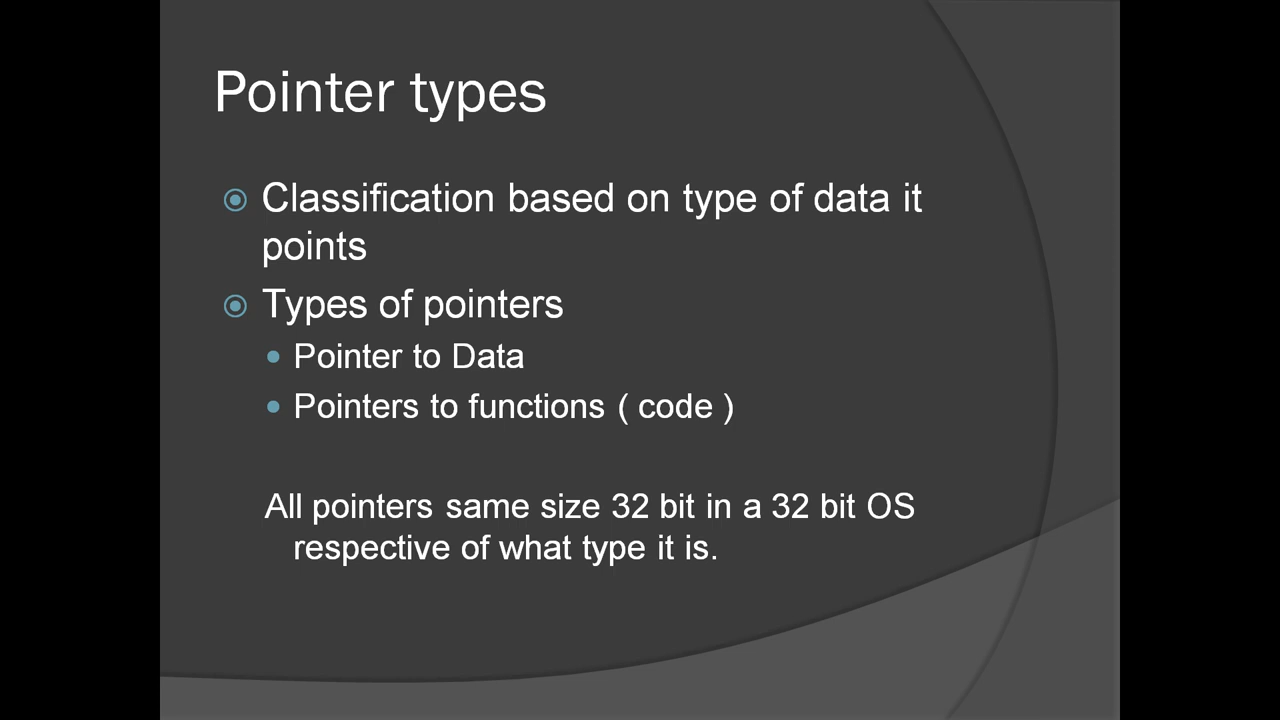 Pointer types
Classification based on type of data it
points
Types of pointers
Pointer to Data
Pointers to functions ( code )
All pointers same size 32 bit in a 32 bit OS
respective of what type it is.